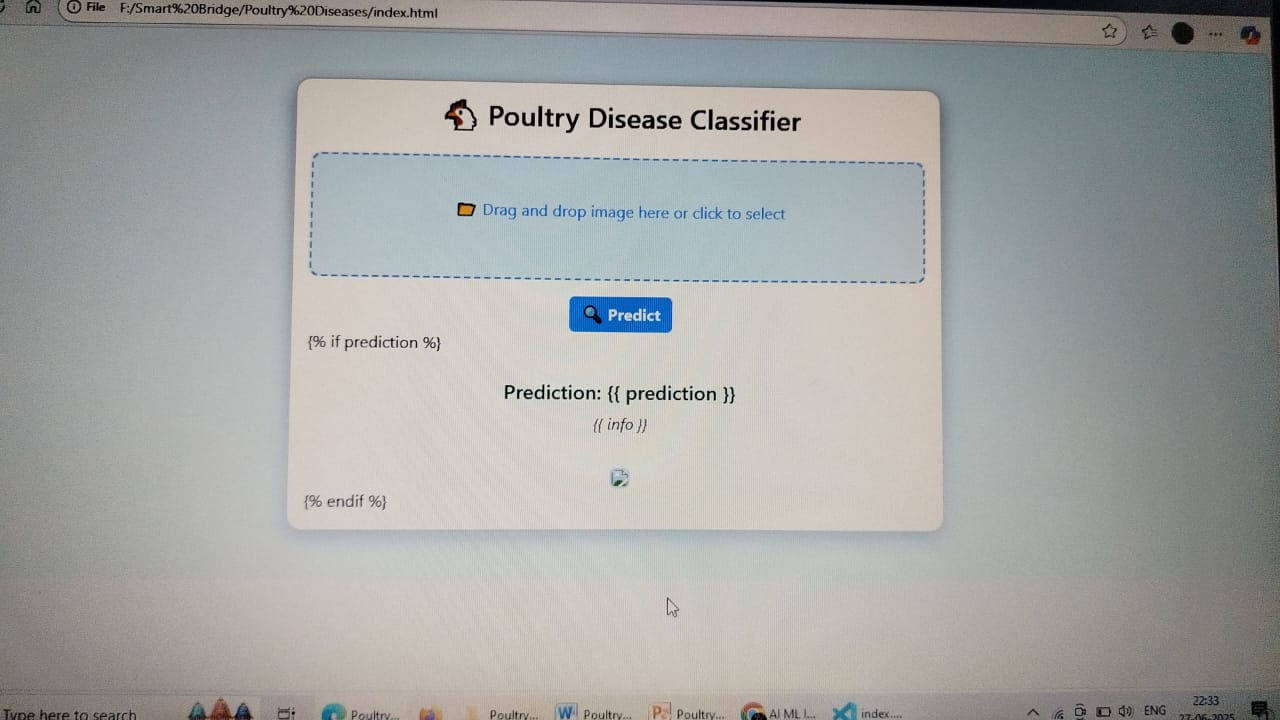 File F:/Smart%20Bridge/Poultry%20Diseases/index.html
Poultry Disease Classifier
Drag and drop image here or click to select
Predict
{% if prediction %}
Prediction: {{ prediction }}
{{ info }}
{% endif %}
Type here to search
Poultry...
Poultry...
Poultry...
Poultry...
AI ML I...
index....
ENG
22:33
27-06-2025